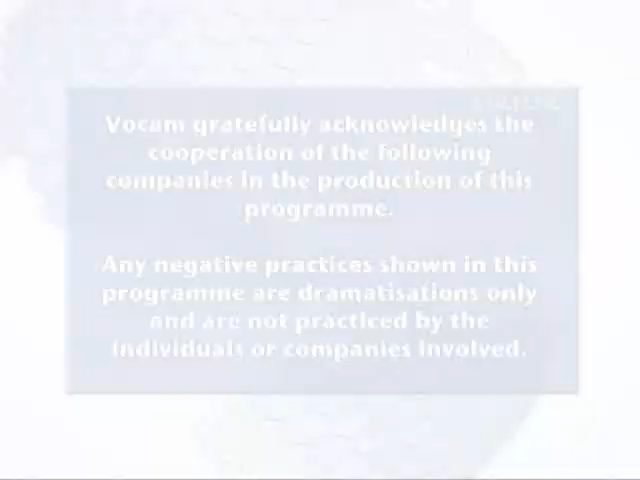 Vocam gratefully acknowledges the
cooperation of the following
companies in the production of this
programme.
Any negative practices shown in this
programme are dramatisations only
and are not practiced by the
individuals or companies involved.